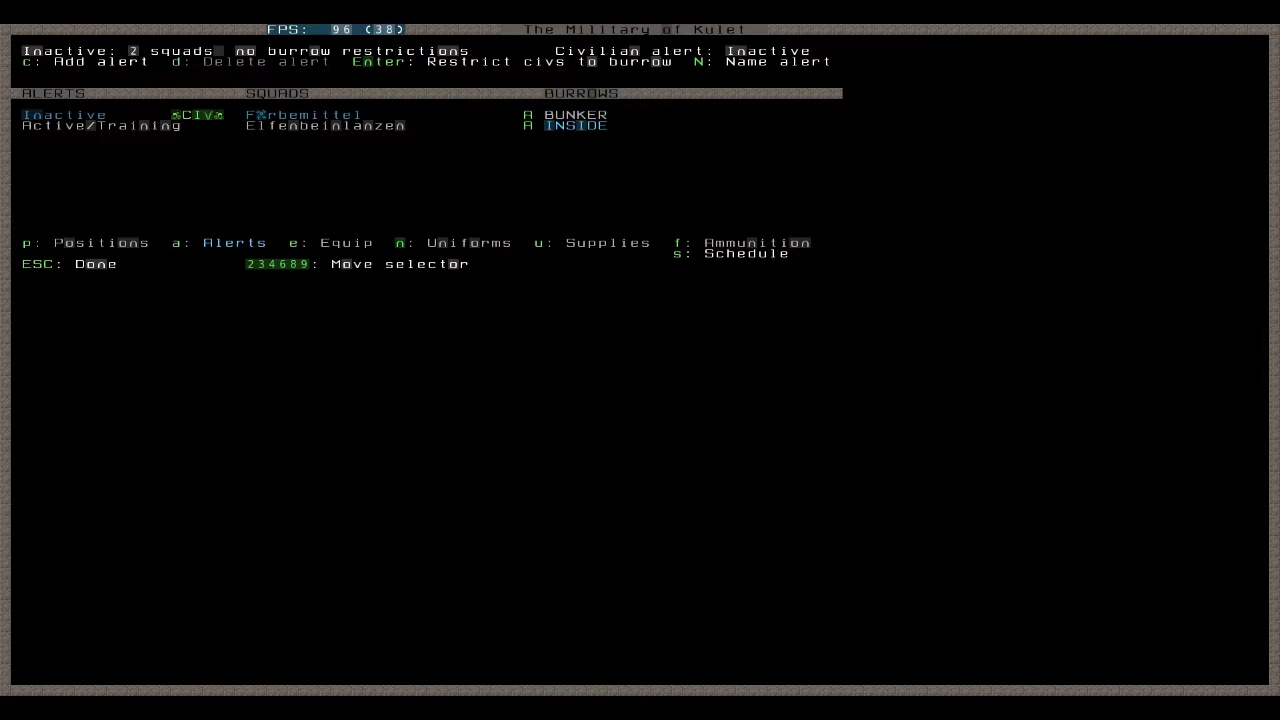 FPS: 96 (38) The Military of Kulet
Inactive: 2 squads no burrow restrictions Civilian alert: Inactive
c: Add alert d: Delete alert Enter: Restrict civs to burrow N: Name alert
ALERTS SQUADS BURROWS
Inactive CIV A BUNKER
Active/Training Elfenbeinlanzen A INSIDE
p: Positions a: Alerts e: Equip n: Uniforms u: Supplies f: Ammunition
s: Schedule
ESC: Done 234689: Move selector